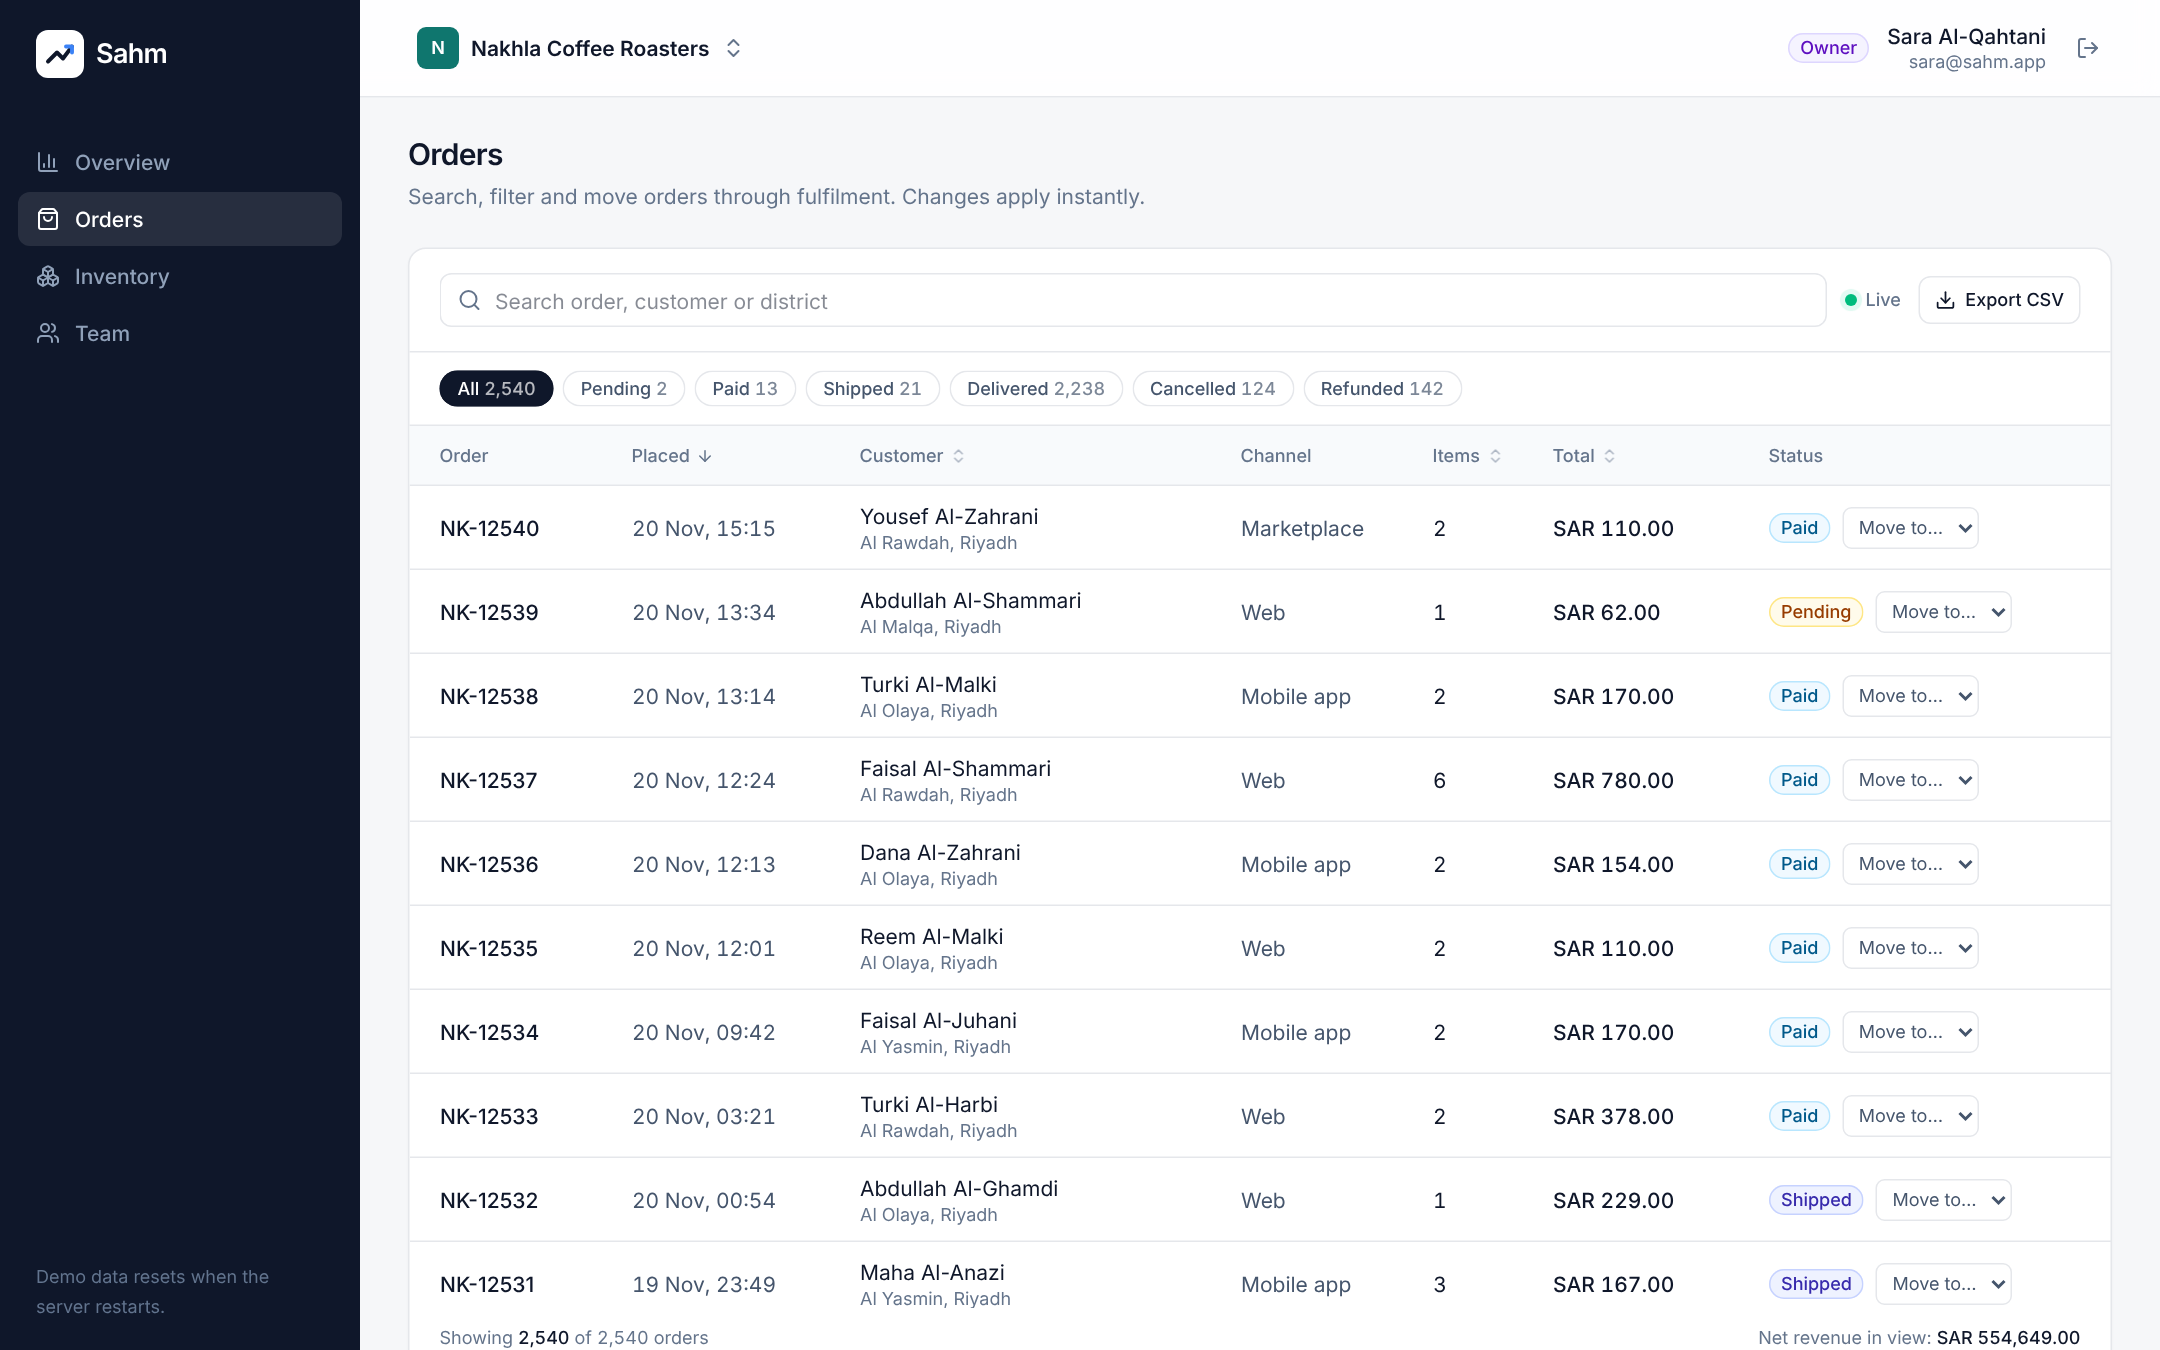 Sahm
Overview
Orders
Inventory
Team
Demo data resets when the
server restarts.
N Nakhla Coffee Roasters
Owner
Sara Al-Qahtani
sara@sahm.app
Orders
Search, filter and move orders through fulfilment. Changes apply instantly.
Search order, customer or district
Live
Export CSV
All 2,540 Pending 2 Paid 13 Shipped 21 Delivered 2,238 Cancelled 124 Refunded 142
Order Placed Customer Channel Items Total Status
NK-12540 20 Nov, 15:15 Yousef Al-Zahrani Marketplace 2 SAR 110.00 Paid Move to...
Al Rawdah, Riyadh
NK-12539 20 Nov, 13:34 Abdullah Al-Shammari Web 1 SAR 62.00 Pending Move to...
Al Malqa, Riyadh
NK-12538 20 Nov, 13:14 Turki Al-Malki Mobile app 2 SAR 170.00 Paid Move to...
Al Olaya, Riyadh
NK-12537 20 Nov, 12:24 Faisal Al-Shammari Web 6 SAR 780.00 Paid Move to...
Al Rawdah, Riyadh
NK-12536 20 Nov, 12:13 Dana Al-Zahrani Mobile app 2 SAR 154.00 Paid Move to...
Al Olaya, Riyadh
NK-12535 20 Nov, 12:01 Reem Al-Malki Web 2 SAR 110.00 Paid Move to...
Al Olaya, Riyadh
NK-12534 20 Nov, 09:42 Faisal Al-Juhani Mobile app 2 SAR 170.00 Paid Move to...
Al Yasmin, Riyadh
NK-12533 20 Nov, 03:21 Turki Al-Harbi Web 2 SAR 378.00 Paid Move to...
Al Rawdah, Riyadh
NK-12532 20 Nov, 00:54 Abdullah Al-Ghamdi Web 1 SAR 229.00 Shipped Move to...
Al Olaya, Riyadh
NK-12531 19 Nov, 23:49 Maha Al-Anazi Mobile app 3 SAR 167.00 Shipped Move to...
Al Yasmin, Riyadh
Showing 2,540 of 2,540 orders
Net revenue in view: SAR 554,649.00